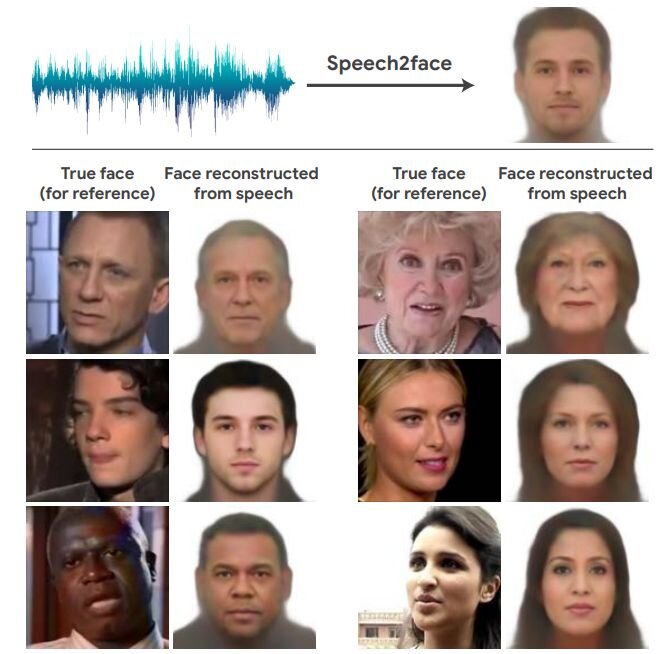 Speech2face
True face
(for reference)
Face reconstructed
from speech
True face
(for reference)
Face reconstructed
from speech